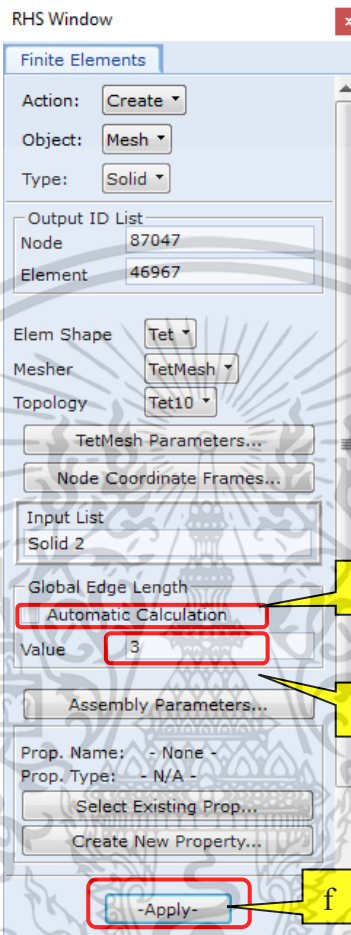 RHS Window
x
Finite Elements
Action: Create
Object: Mesh
Type: Solid
Output ID List
Node 87047
Element 46967
Elem Shape Tet
Mesher TetMesh
Topology Tet10
TetMesh Parameters...
Node Coordinate Frames...
Input List
Solid 2
Global Edge Length
Automatic Calculation
Value 3
Assembly Parameters...
Prop. Name: - None -
Prop. Type: - N/A -
Select Existing Prop...
Create New Property...
-Apply- f